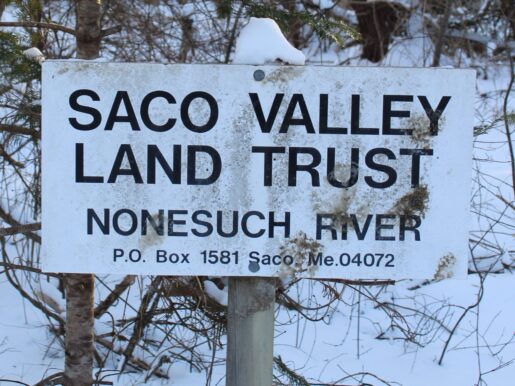 SACO VALLEY
LAND TRUST
NONESUCH RIVER
P.O. Box 1581 Saco, Me.04072